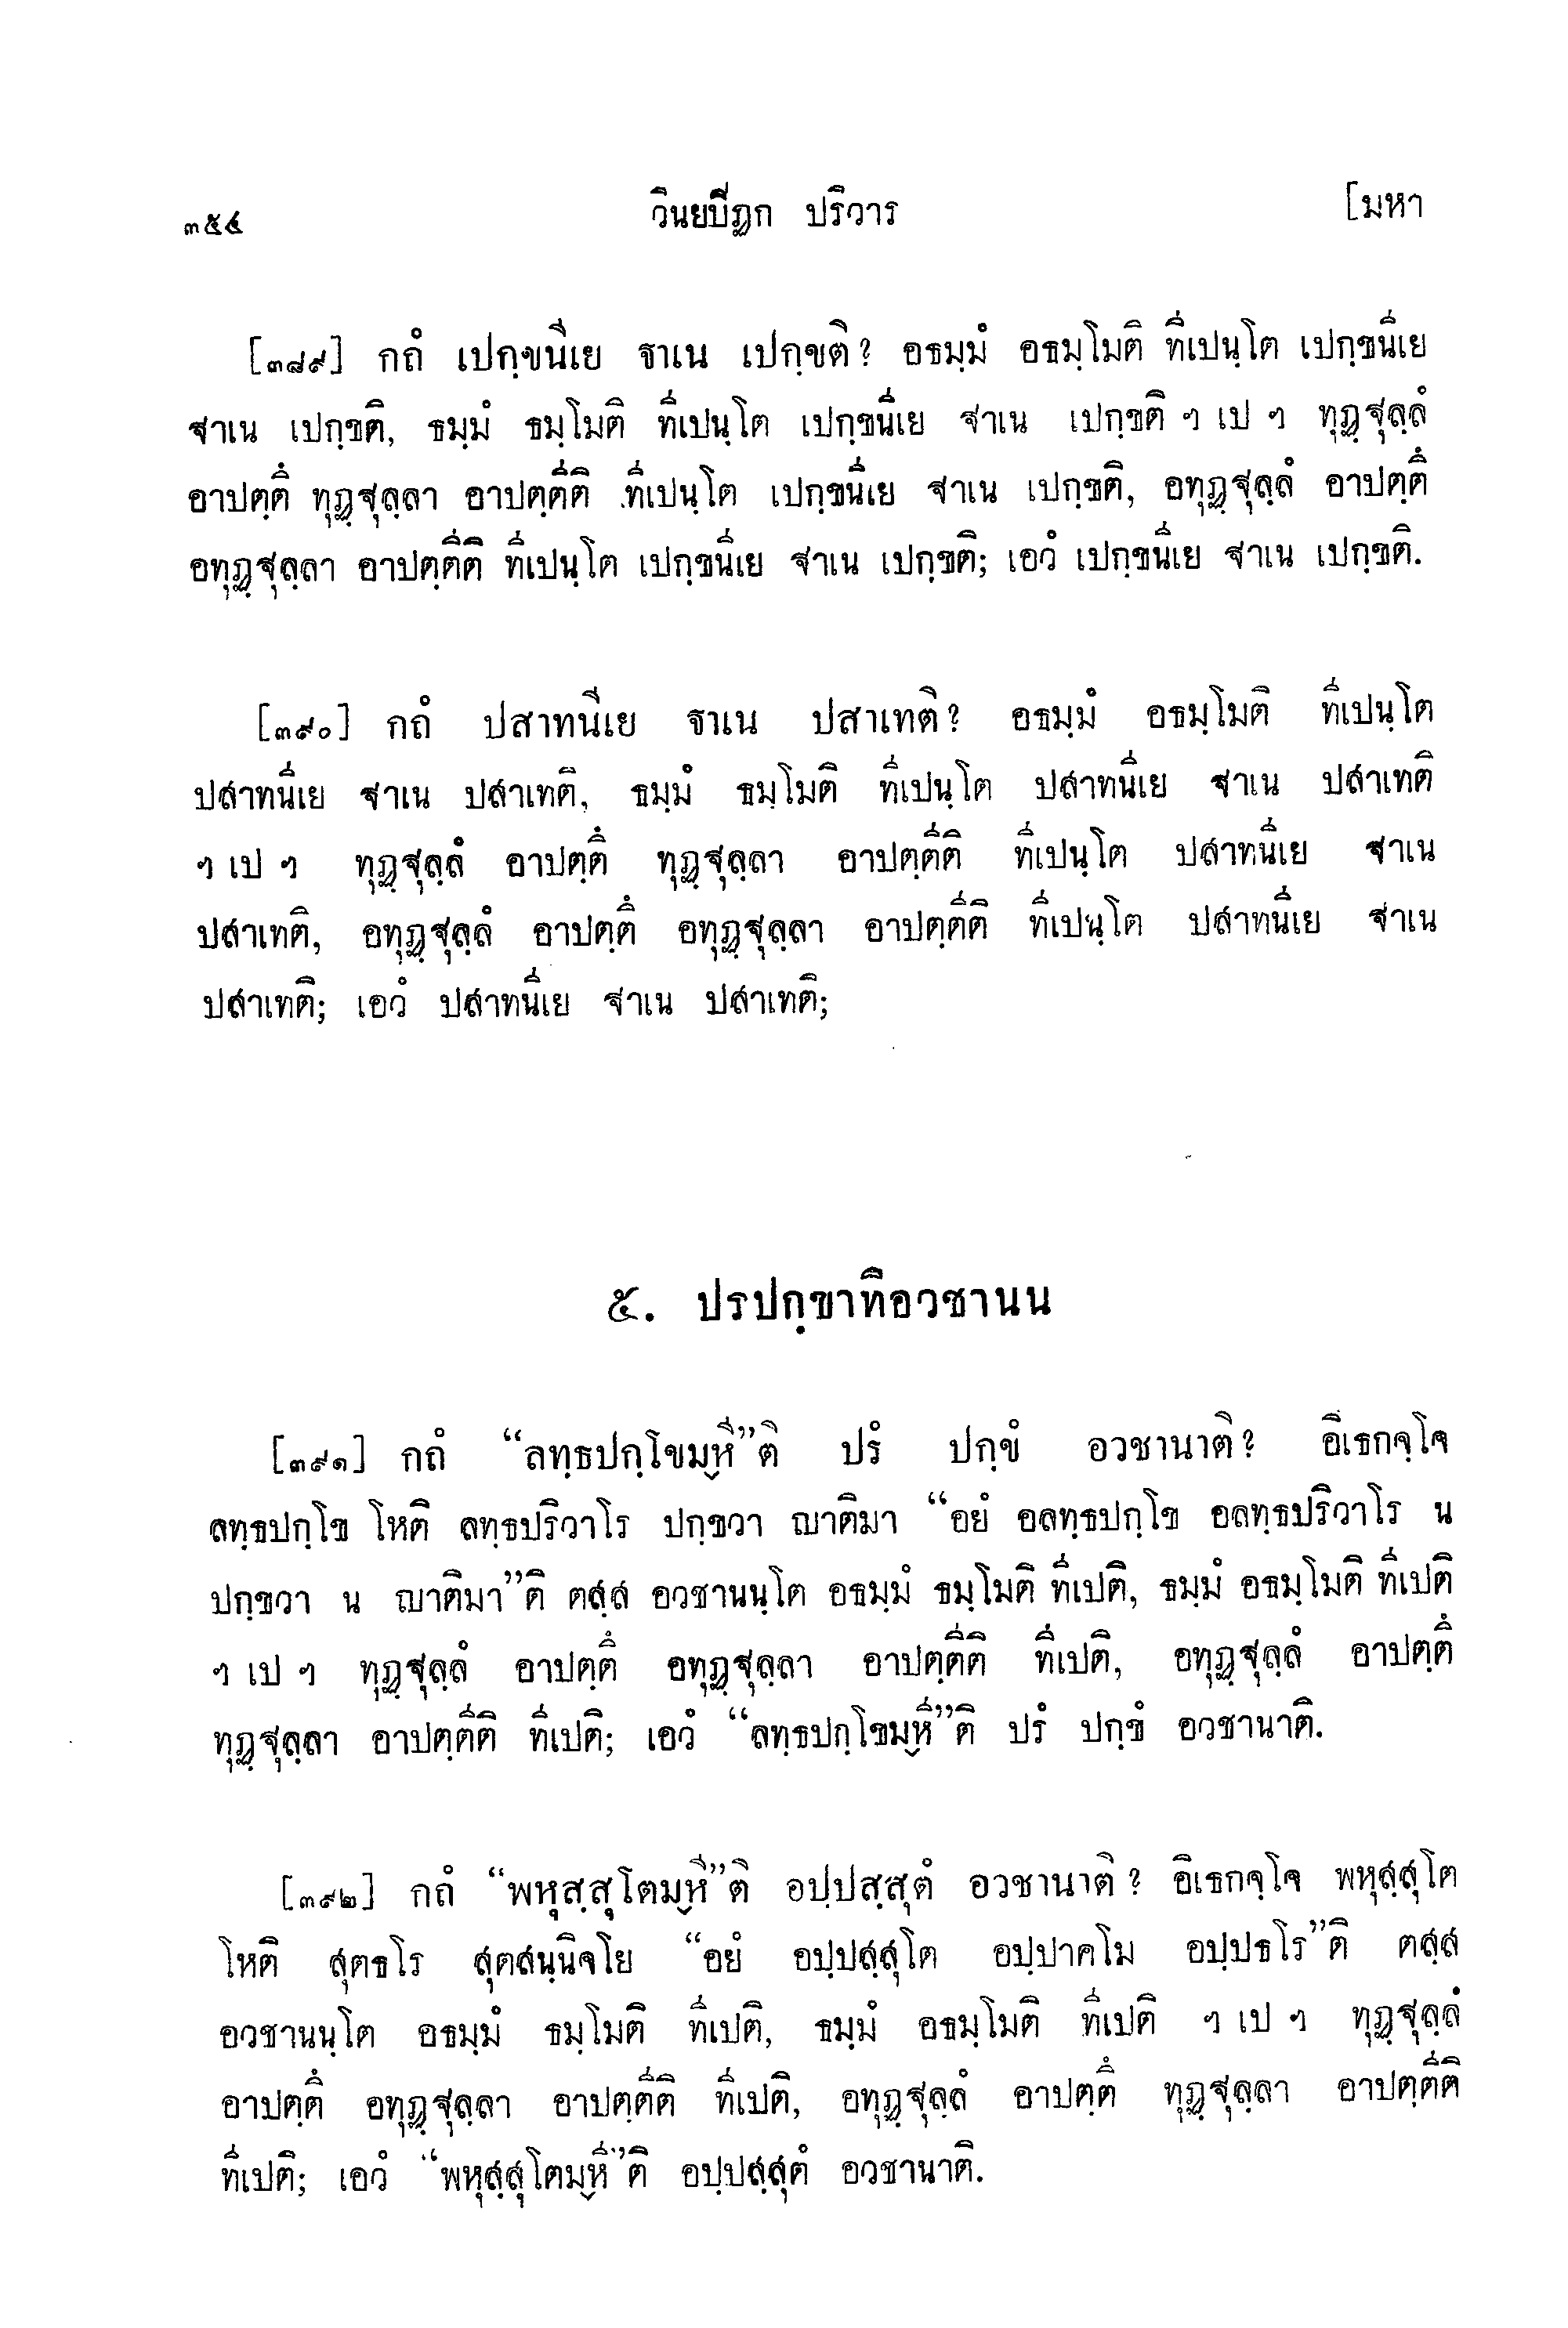 ๓๕๔ วินยปิฏก ปริวาร [มหา
[๓๘๙] กถํ เปกฺขนีเย ฐาเน เปกฺขติ? อธมฺมํ อธมฺโมติ ทีเปนฺโต เปกฺขนีเย
ฐาเน เปกฺขติ, ธมฺมํ ธมฺโมติ ทีเปนฺโต เปกฺขนีเย ฐาเน เปกฺขติ ฯ เป ฯ ทุฏฺฐุลฺลํ
อาปตฺตึ ทุฏฺฐุลฺลา อาปตฺตีติ ทีเปนฺโต เปกฺขนีเย ฐาเน เปกฺขติ, อทุฏฺฐุลฺลํ อาปตฺตึ
อทุฏฺฐุลฺลา อาปตฺตีติ ทีเปนฺโต เปกฺขนีเย ฐาเน เปกฺขติ; เอวํ เปกฺขนีเย ฐาเน เปกฺขติ.
[๓๙๐] กถํ ปสาทนีเย ฐาเน ปสาเทติ? อธมฺมํ อธมฺโมติ ทีเปนฺโต
ปสาทนีเย ฐาเน ปสาเทติ, ธมฺมํ ธมฺโมติ ทีเปนฺโต ปสาทนีเย ฐาเน ปสาเทติ
ฯ เป ฯ ทุฏฺฐุลฺลํ อาปตฺตึ ทุฏฺฐุลฺลา อาปตฺตีติ ทีเปนฺโต ปสาทนีเย ฐาเน
ปสาเทติ, อทุฏฺฐุลฺลํ อาปตฺตึ อทุฏฺฐุลฺลา อาปตฺตีติ ทีเปนฺโต ปสาทนีเย ฐาเน
ปสาเทติ; เอวํ ปสาทนีเย ฐาเน ปสาเทติ;
๕. ปรปกฺขาทิอวชานน
[๓๙๑] กถํ “ลทฺธปกฺโขมฺหี”ติ ปรํ ปกฺขํ อวชานาติ? อิเธกจฺโจ
ลทฺธปกฺโข โหติ ลทฺธปริวาโร ปกฺขวา ญาติมา “อยํ อลทฺธปกฺโข อลทฺธปริวาโร น
ปกฺขวา น ญาติมา”ติ ตสฺส อวชานนฺโต อธมฺมํ ธมฺโมติ ทีเปติ, ธมฺมํ อธมฺโมติ ทีเปติ
ฯ เป ฯ ทุฏฺฐุลฺลํ อาปตฺตึ อทุฏฺฐุลฺลา อาปตฺตีติ ทีเปติ, อทุฏฺฐุลฺลํ อาปตฺตึ
ทุฏฺฐุลฺลา อาปตฺตีติ ทีเปติ; เอวํ “ลทฺธปกฺโขมฺหี”ติ ปรํ ปกฺขํ อวชานาติ.
[๓๙๒] กถํ “พหุสฺสุโตมฺหี”ติ อปฺปสฺสุตํ อวชานาติ? อิเธกจฺโจ พหุสฺสุโต
โหติ สุตธโร สุตสนฺนิจโย “อยํ อปฺปสฺสุโต อปฺปาคโม อปฺปธโร”ติ ตสฺส
อวชานนฺโต อธมฺมํ ธมฺโมติ ทีเปติ, ธมฺมํ อธมฺโมติ ทีเปติ ฯ เป ฯ ทุฏฺฐุลฺลํ
อาปตฺตึ อทุฏฺฐุลฺลา อาปตฺตีติ ทีเปติ, อทุฏฺฐุลฺลํ อาปตฺตึ ทุฏฺฐุลฺลา อาปตฺตีติ
ทีเปติ; เอวํ “พหุสฺสุโตมฺหี”ติ อปฺปสฺสุตํ อวชานาติ.